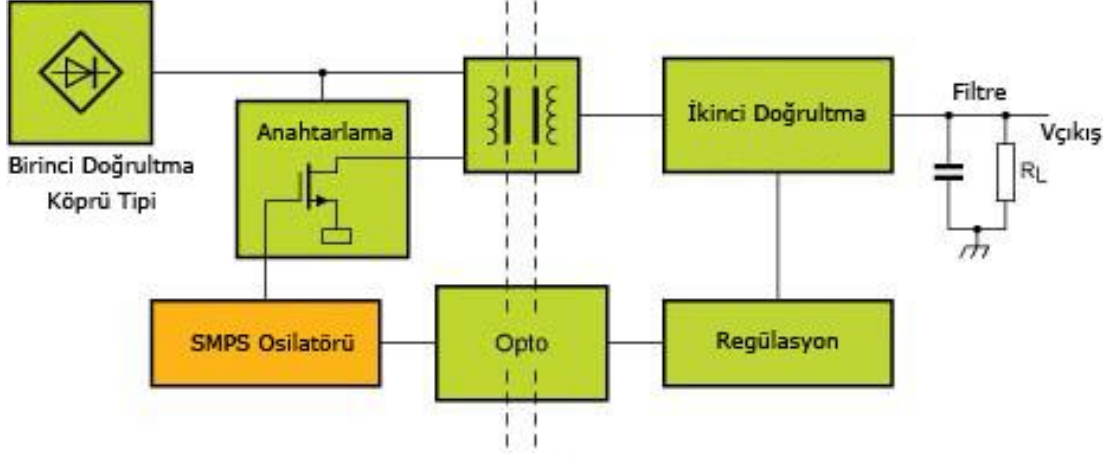 Birinci Doğrultma
Köprü Tipi
Anahtarlama
İkinci Doğrultma
Filtre
Vçıkış
RL
SMPS Osilatörü
Opto
Regülasyon